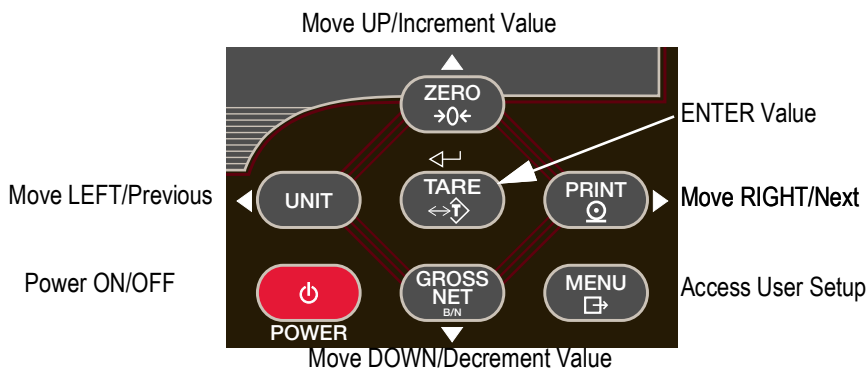 Move UP/Increment Value
ZERO
→0←
ENTER Value
Move LEFT/Previous
UNIT
TARE
T
PRINT
Move RIGHT/Next
Power ON/OFF
POWER
GROSS
NET
B/N
MENU
Access User Setup
Move DOWN/Decrement Value